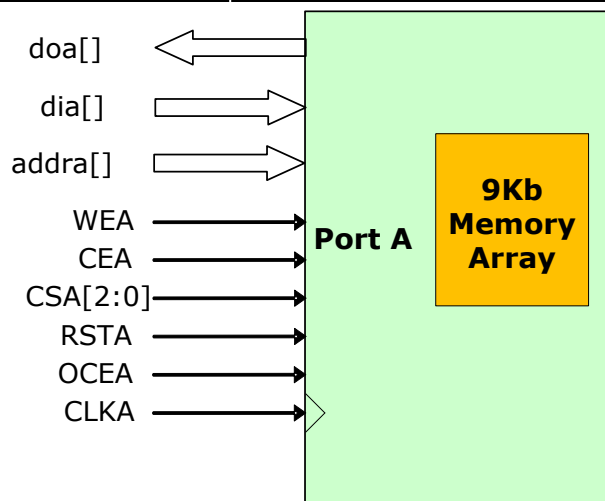 doa[]
dia[]
addra[]
WEA
CEA
CSA[2:0]
RSTA
OCEA
CLKA
Port A
9Kb
Memory
Array